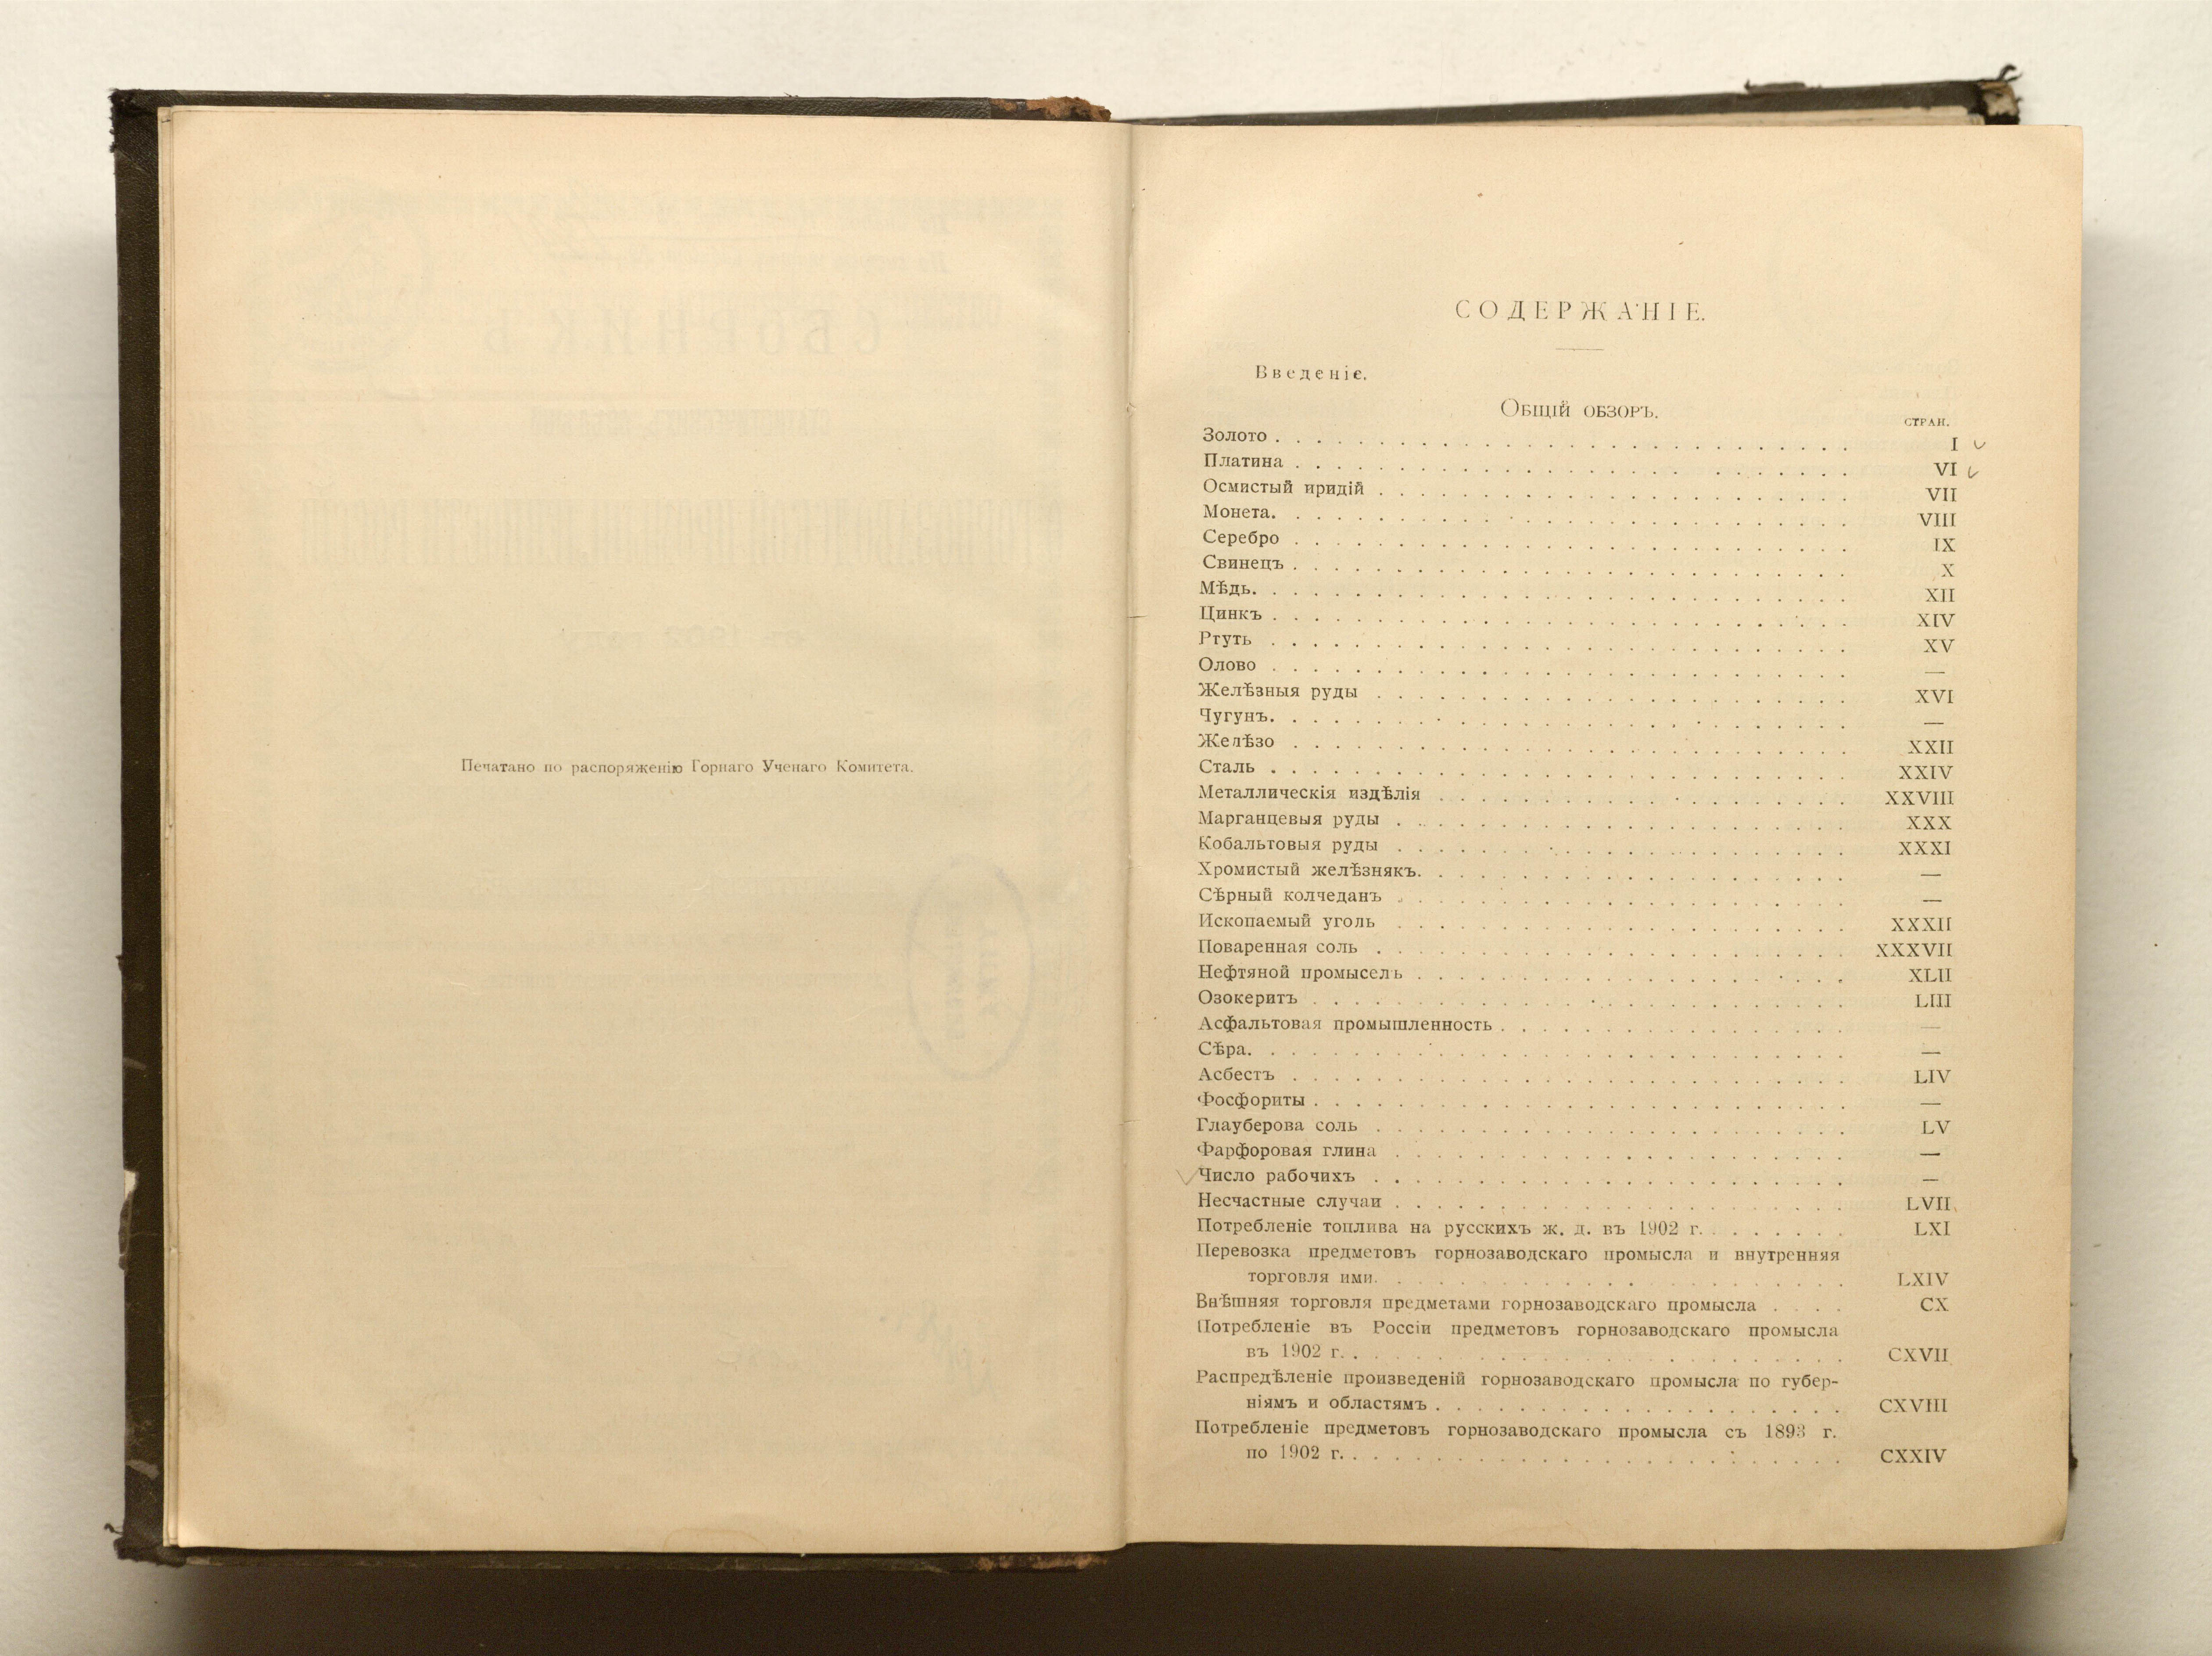 Печатано по распоряженію Горнаго Ученаго Комитета.
СОДЕРЖАНІЕ.
Введеніе.
Общій обзоръ.
СТРАН.
Золото . . . . . I
Платина . . . . . VI
Осмистый иридій . . . . . VII
Монета. . . . . . VIII
Серебро . . . . . IX
Свинецъ . . . . . X
Мѣдь. . . . . . XII
Цинкъ . . . . . XIV
Ртуть . . . . . XV
Олово . . . . . —
Желѣзныя руды . . . . . XVI
Чугунъ. . . . . . —
Желѣзо . . . . . XXII
Сталь . . . . . XXIV
Металлическія издѣлія . . . . . XXVIII
Марганцевыя руды . . . . . XXX
Кобальтовыя руды . . . . . XXXI
Хромистый желѣзнякъ. . . . . . —
Сѣрный колчеданъ . . . . . —
Ископаемый уголь . . . . . XXXII
Поваренная соль . . . . . XXXVII
Нефтяной промыселъ . . . . . XLII
Озокеритъ . . . . . LIII
Асфальтовая промышленность . . . . . —
Сѣра. . . . . . —
Асбестъ . . . . . LIV
Фосфориты . . . . . —
Глауберова соль . . . . . LV
Фарфоровая глина . . . . . —
Число рабочихъ . . . . . —
Несчастные случаи . . . . . LVII
Потребленіе топлива на русскихъ ж. д. въ 1902 г. . . . . . LXI
Перевозка предметовъ горнозаводскаго промысла и внутренняя
торговля ими. . . . . . LXIV
Внѣшняя торговля предметами горнозаводскаго промысла . . . . CX
Потребленіе въ Россіи предметовъ горнозаводскаго промысла
въ 1902 г. . . . . . CXVII
Распредѣленіе произведеній горнозаводскаго промысла по губер-
ніямъ и областямъ . . . . . CXVIII
Потребленіе предметовъ горнозаводскаго промысла съ 1893 г.
по 1902 г. . . . . . CXXIV